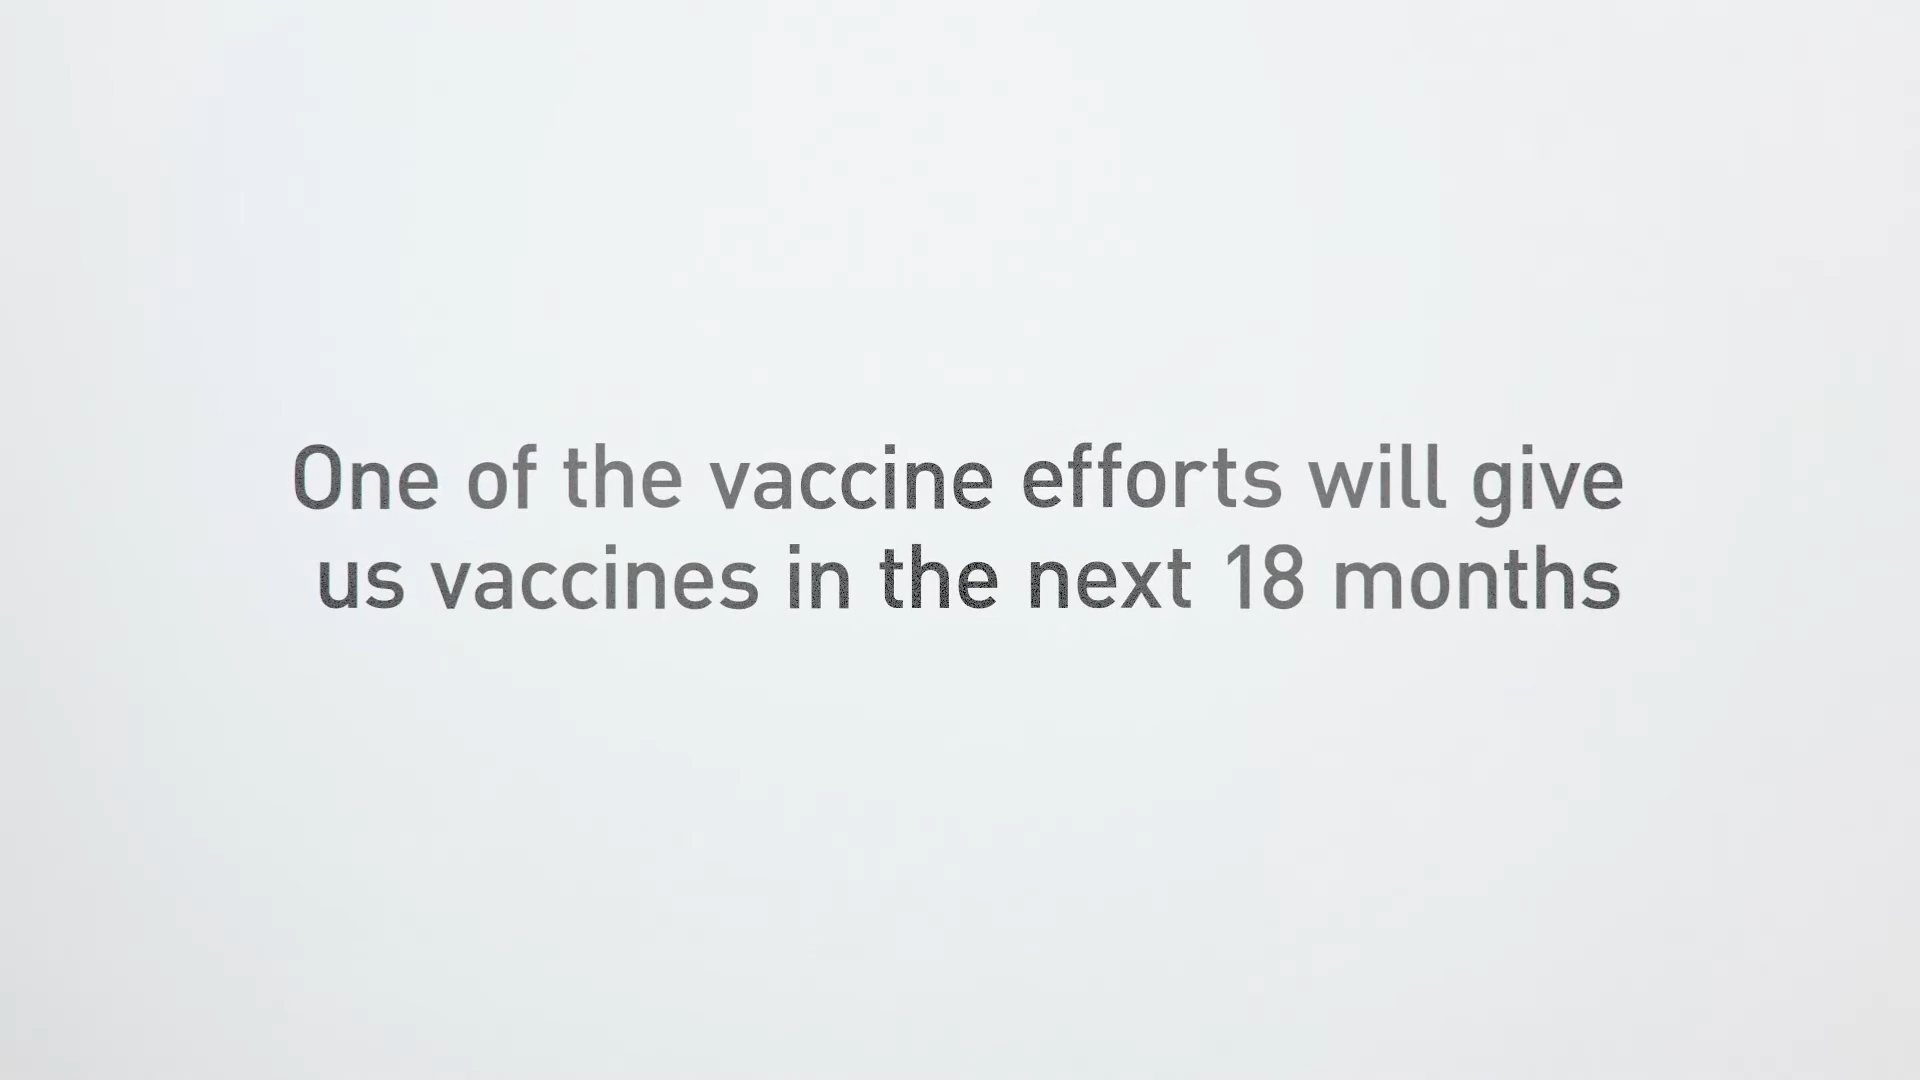 One of the vaccine efforts will give
us vaccines in the next 18 months